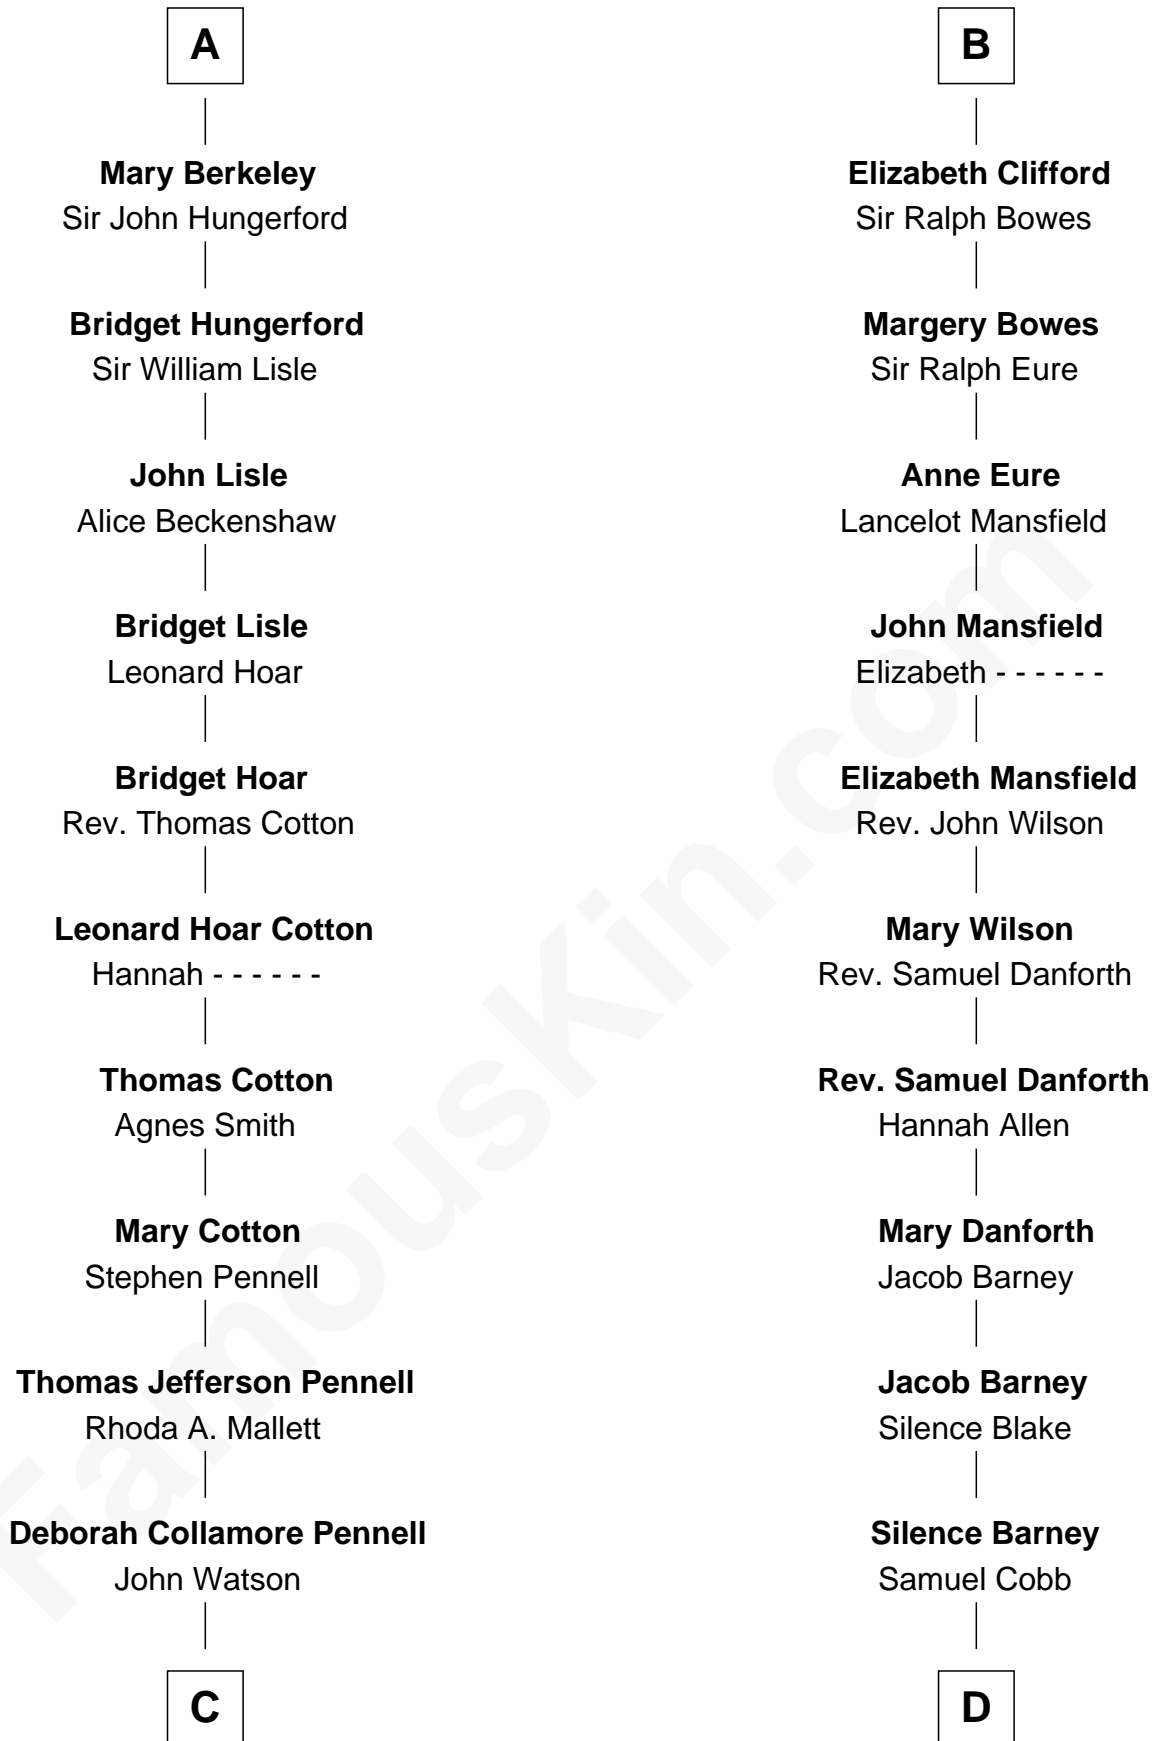 A
Mary Berkeley
Sir John Hungerford
Bridget Hungerford
Sir William Lisle
John Lisle
Alice Beckenshaw
Bridget Lisle
Leonard Hoar
Bridget Hoar
Rev. Thomas Cotton
Leonard Hoar Cotton
Hannah - - - - - -
Thomas Cotton
Agnes Smith
Mary Cotton
Stephen Pennell
Thomas Jefferson Pennell
Rhoda A. Mallett
Deborah Collamore Pennell
John Watson
C
B
Elizabeth Clifford
Sir Ralph Bowes
Margery Bowes
Sir Ralph Eure
Anne Eure
Lancelot Mansfield
John Mansfield
Elizabeth - - - - - -
Elizabeth Mansfield
Rev. John Wilson
Mary Wilson
Rev. Samuel Danforth
Rev. Samuel Danforth
Hannah Allen
Mary Danforth
Jacob Barney
Jacob Barney
Silence Blake
Silence Barney
Samuel Cobb
D
FamousKin.com